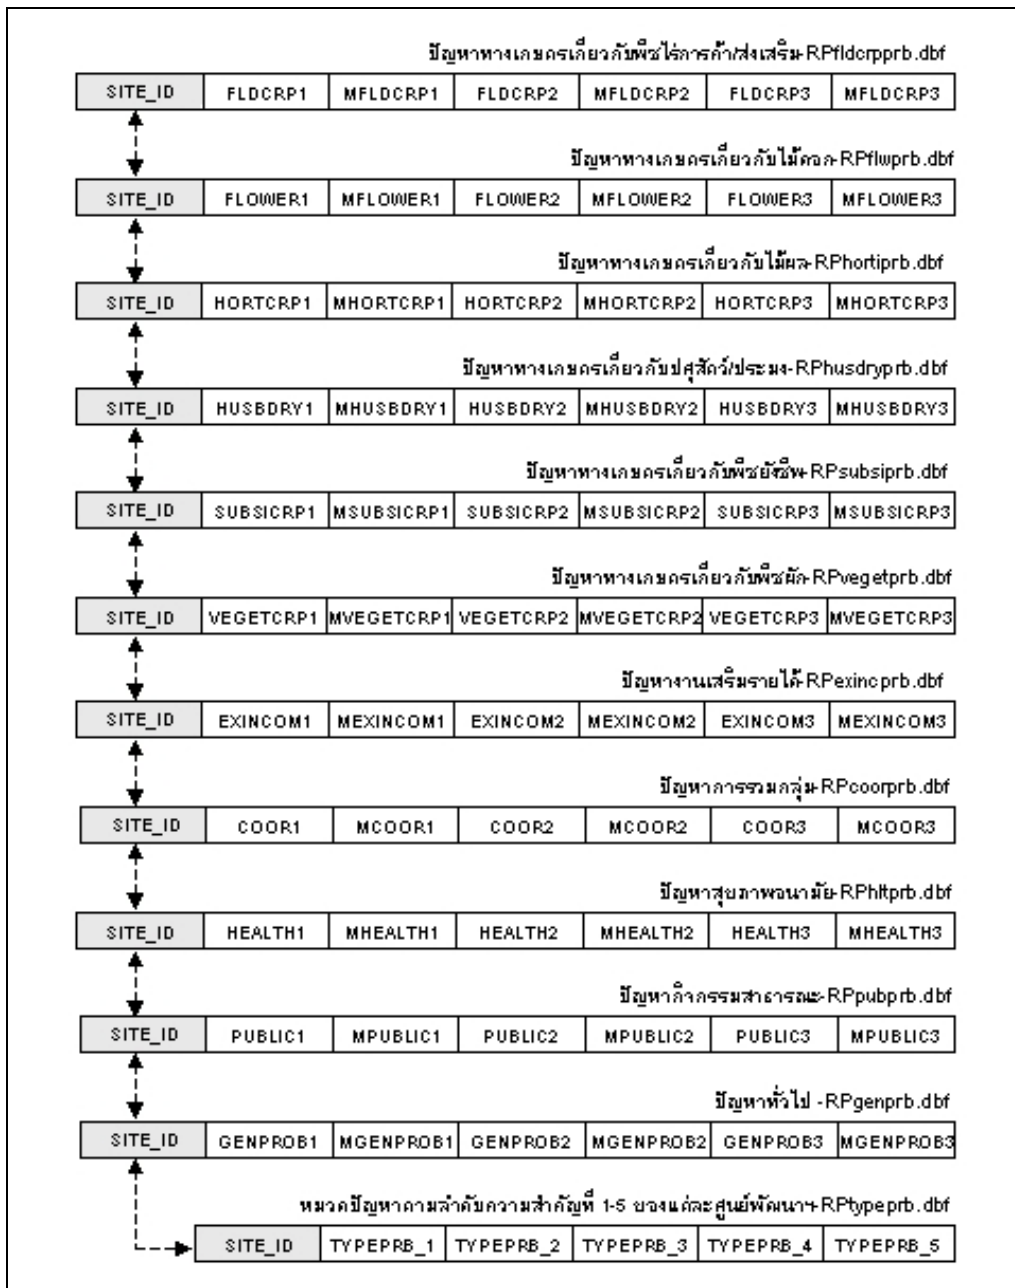 ปัญหาทางเกษตรเกี่ยวกับพืชไร่การค้า/ส่งเสริม-RPfldcrpprb.dbf
SITE_ID FLDCRP1 MFLDCRP1 FLDCRP2 MFLDCRP2 FLDCRP3 MFLDCRP3
ปัญหาทางเกษตรเกี่ยวกับไม้ดอก-RPflwprb.dbf
SITE_ID FLOWER1 MFLOWER1 FLOWER2 MFLOWER2 FLOWER3 MFLOWER3
ปัญหาทางเกษตรเกี่ยวกับไม้ผล-RPhortiprb.dbf
SITE_ID HORTCRP1 MHORTCRP1 HORTCRP2 MHORTCRP2 HORTCRP3 MHORTCRP3
ปัญหาทางเกษตรเกี่ยวกับปศุสัตว์/ประมง-RPhusdryprb.dbf
SITE_ID HUSBDRY1 MHUSBDRY1 HUSBDRY2 MHUSBDRY2 HUSBDRY3 MHUSBDRY3
ปัญหาทางเกษตรเกี่ยวกับพืชยังชีพ-RPsubsiprb.dbf
SITE_ID SUBSICRP1 MSUBSICRP1 SUBSICRP2 MSUBSICRP2 SUBSICRP3 MSUBSICRP3
ปัญหาทางเกษตรเกี่ยวกับพืชผัก-RPvegetprb.dbf
SITE_ID VEGETCRP1 MVEGETCRP1 VEGETCRP2 MVEGETCRP2 VEGETCRP3 MVEGETCRP3
ปัญหางานเสริมรายได้-RPexincprb.dbf
SITE_ID EXINCOM1 MEXINCOM1 EXINCOM2 MEXINCOM2 EXINCOM3 MEXINCOM3
ปัญหาการรวมกลุ่ม-RPcoorprb.dbf
SITE_ID COOR1 MCOOR1 COOR2 MCOOR2 COOR3 MCOOR3
ปัญหาสุขภาพอนามัย-RPhltprb.dbf
SITE_ID HEALTH1 MHEALTH1 HEALTH2 MHEALTH2 HEALTH3 MHEALTH3
ปัญหากิจกรรมสาธารณะ-RPpubprb.dbf
SITE_ID PUBLIC1 MPUBLIC1 PUBLIC2 MPUBLIC2 PUBLIC3 MPUBLIC3
ปัญหาทั่วไป -RPgenprb.dbf
SITE_ID GENPROB1 MGENPROB1 GENPROB2 MGENPROB2 GENPROB3 MGENPROB3
หมวดปัญหาตามลำดับความสำคัญที่ 1-5 ของแต่ละศูนย์พัฒนาฯ-RPtypeprb.dbf
SITE_ID TYPEPRB_1 TYPEPRB_2 TYPEPRB_3 TYPEPRB_4 TYPEPRB_5